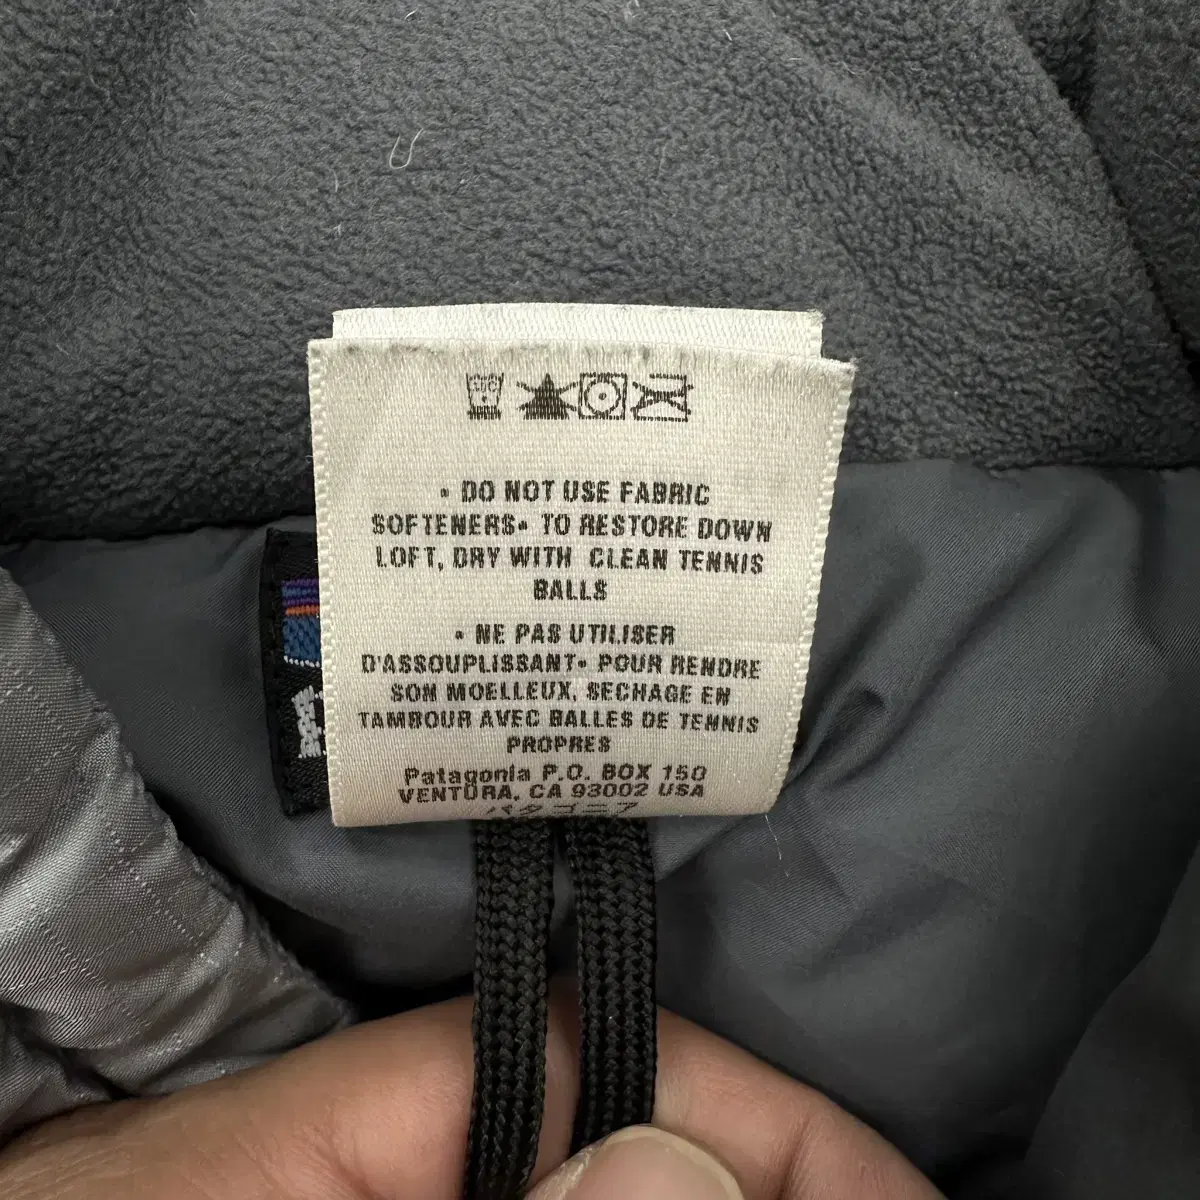 • DO NOT USE FABRIC
SOFTENERS• TO RESTORE DOWN
LOFT, DRY WITH CLEAN TENNIS
BALLS
• NE PAS UTILISER
D'ASSOUPLISSANT• POUR RENDRE
SON MOELLEUX, SECHAGE EN
TAMBOUR AVEC BALLES DE TENNIS
PROPRES
Patagonia P.O. BOX 150
VENTURA, CA 93002 USA
パタゴニア